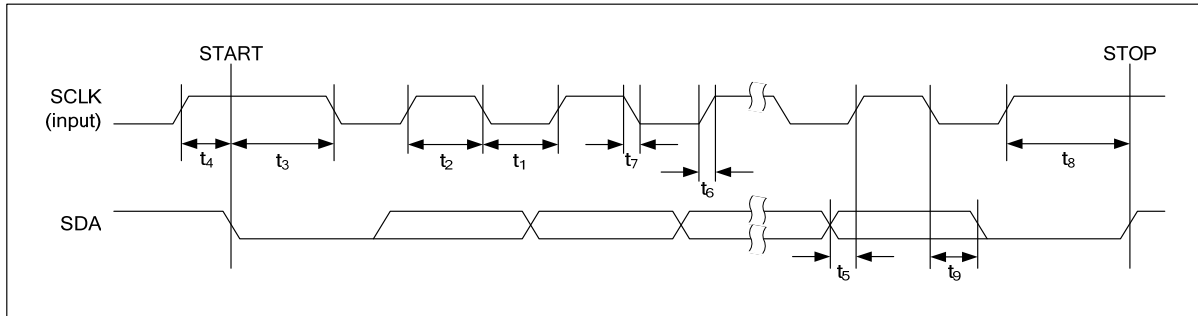 START STOP
SCLK
(input)
t4 t3 t2 t1 t7 t6 t8
SDA
t5 t9